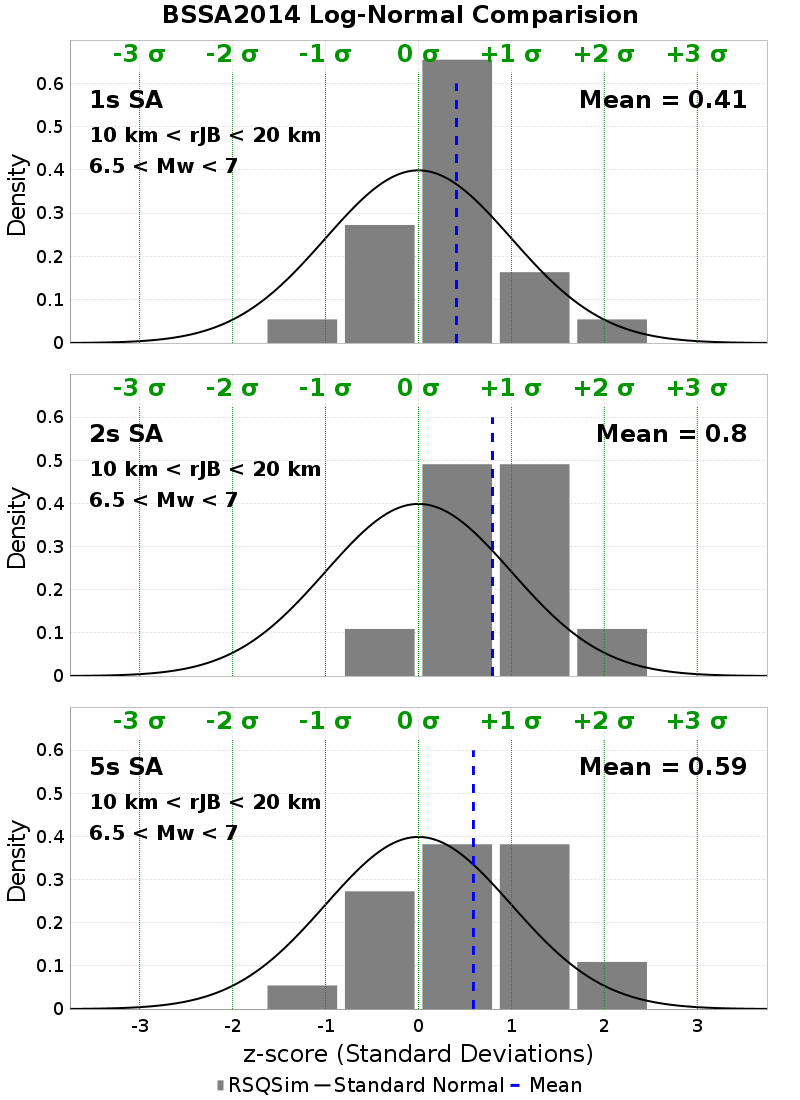 BSSA2014 Log-Normal Comparision
-3 σ -2 σ -1 σ 0 σ +1 σ +2 σ +3 σ
1s SA
Mean = 0.41
10 km < rJB < 20 km
6.5 < Mw < 7
Density
0.6
0.5
0.4
0.3
0.2
0.1
0
-3 σ -2 σ -1 σ 0 σ +1 σ +2 σ +3 σ
2s SA
Mean = 0.8
10 km < rJB < 20 km
6.5 < Mw < 7
Density
0.6
0.5
0.4
0.3
0.2
0.1
0
-3 σ -2 σ -1 σ 0 σ +1 σ +2 σ +3 σ
5s SA
Mean = 0.59
10 km < rJB < 20 km
6.5 < Mw < 7
Density
0.6
0.5
0.4
0.3
0.2
0.1
0
-3 -2 -1 0 1 2 3
z-score (Standard Deviations)
RSQSim Standard Normal Mean